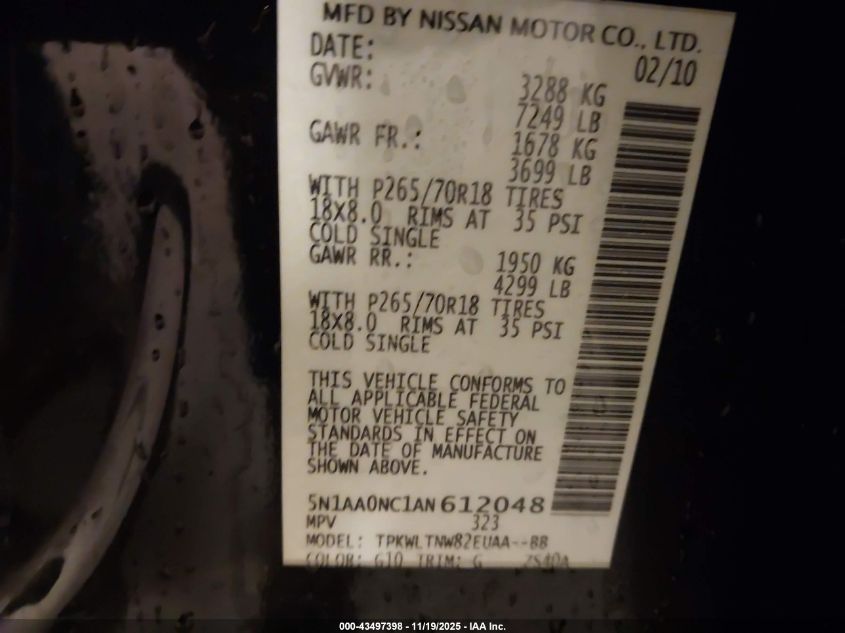 MFD BY NISSAN MOTOR CO., LTD.
DATE: 02/10
GVWR: 3288 KG
7249 LB
GAWR FR.: 1678 KG
3699 LB
WITH P265/70R18 TIRES
18X8.0 RIMS AT 35 PSI
COLD SINGLE
GAWR RR.: 1950 KG
4299 LB
WITH P265/70R18 TIRES
18X8.0 RIMS AT 35 PSI
COLD SINGLE
THIS VEHICLE CONFORMS TO
ALL APPLICABLE FEDERAL
MOTOR VEHICLE SAFETY
STANDARDS IN EFFECT ON
THE DATE OF MANUFACTURE
SHOWN ABOVE.
5N1AA0NC1AN612048
MPV 323
MODEL: TPKWLTNW82EUAA--BB
COLOR: G10 TRIM: G
000-43497398 - 11/19/2025 - IAA Inc.